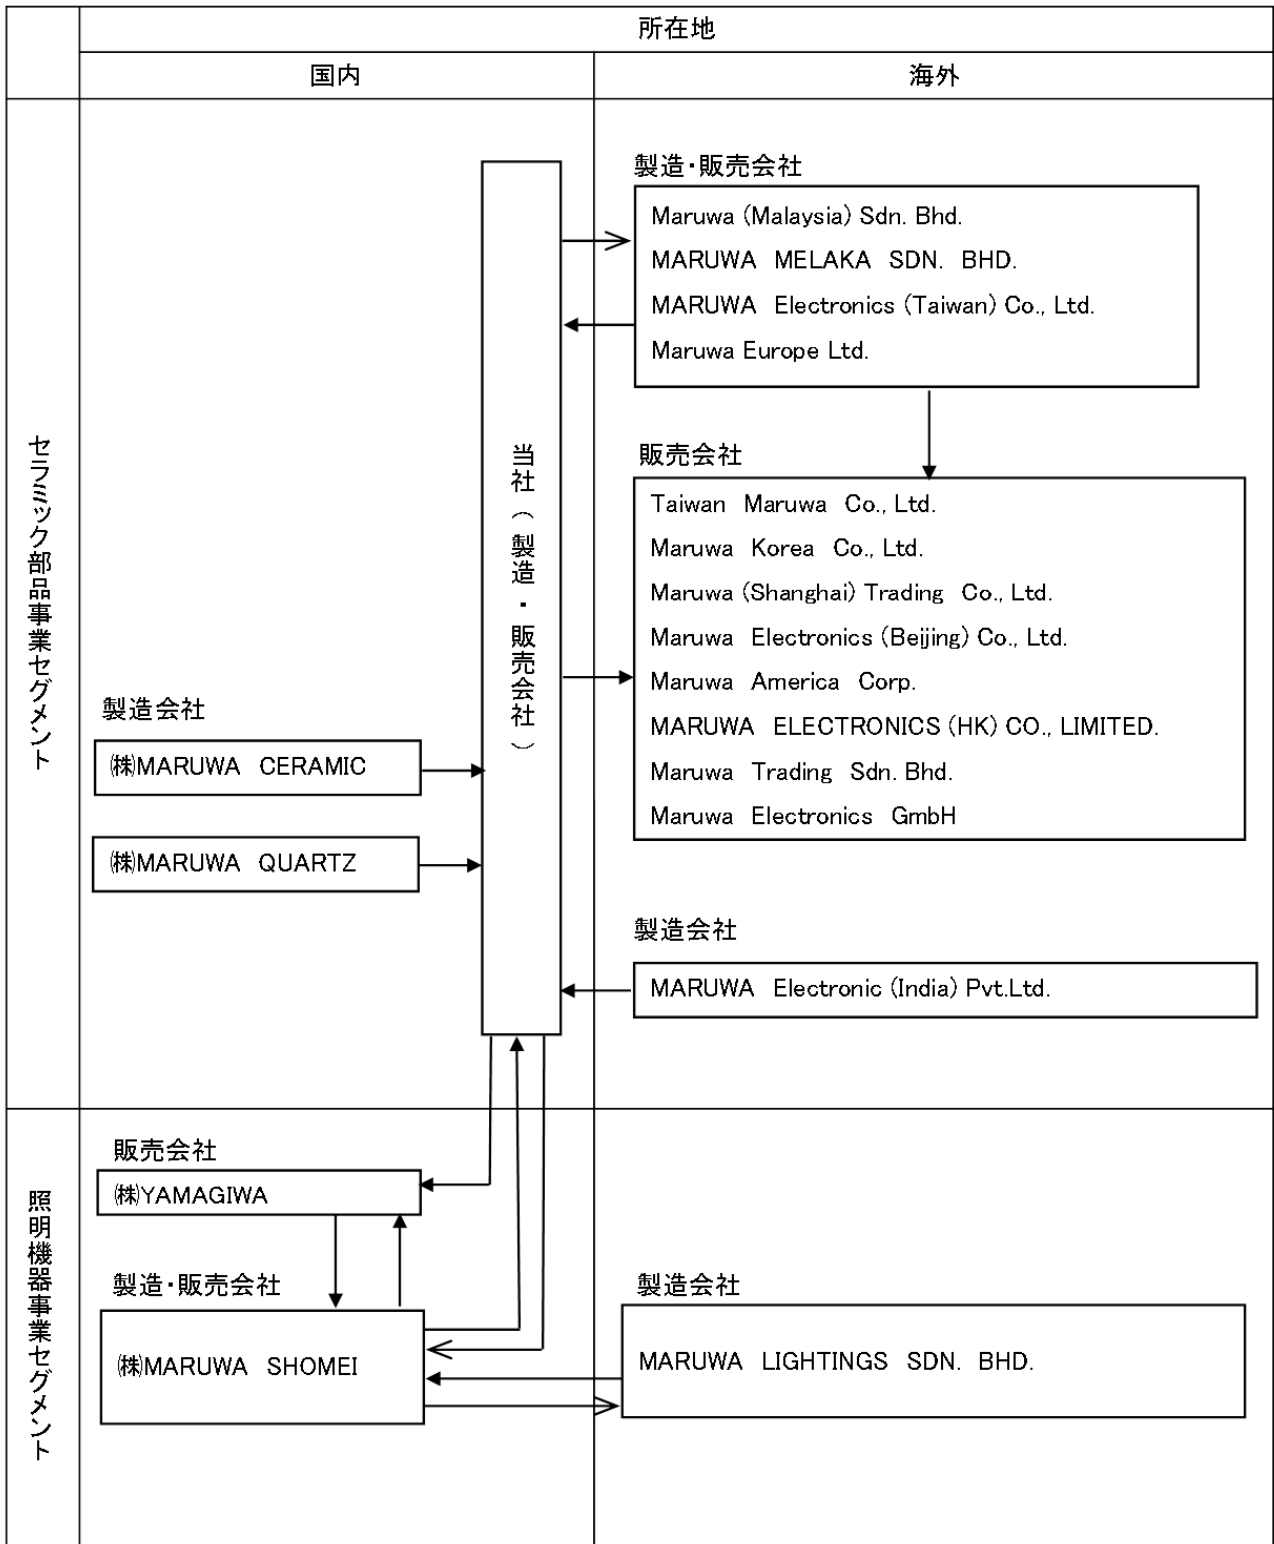 所在地
国内
海外
セラミック部品事業セグメント
製造・販売会社
Maruwa (Malaysia) Sdn. Bhd.
MARUWA MELAKA SDN. BHD.
MARUWA Electronics (Taiwan) Co., Ltd.
Maruwa Europe Ltd.
当社(製造・販売会社)
販売会社
Taiwan Maruwa Co., Ltd.
Maruwa Korea Co., Ltd.
Maruwa (Shanghai) Trading Co., Ltd.
Maruwa Electronics (Beijing) Co., Ltd.
Maruwa America Corp.
MARUWA ELECTRONICS (HK) CO., LIMITED.
Maruwa Trading Sdn. Bhd.
Maruwa Electronics GmbH
製造会社
㈱MARUWA CERAMIC
㈱MARUWA QUARTZ
製造会社
MARUWA Electronic (India) Pvt.Ltd.
照明機器事業セグメント
販売会社
㈱YAMAGIWA
製造・販売会社
㈱MARUWA SHOMEI
製造会社
MARUWA LIGHTINGS SDN. BHD.